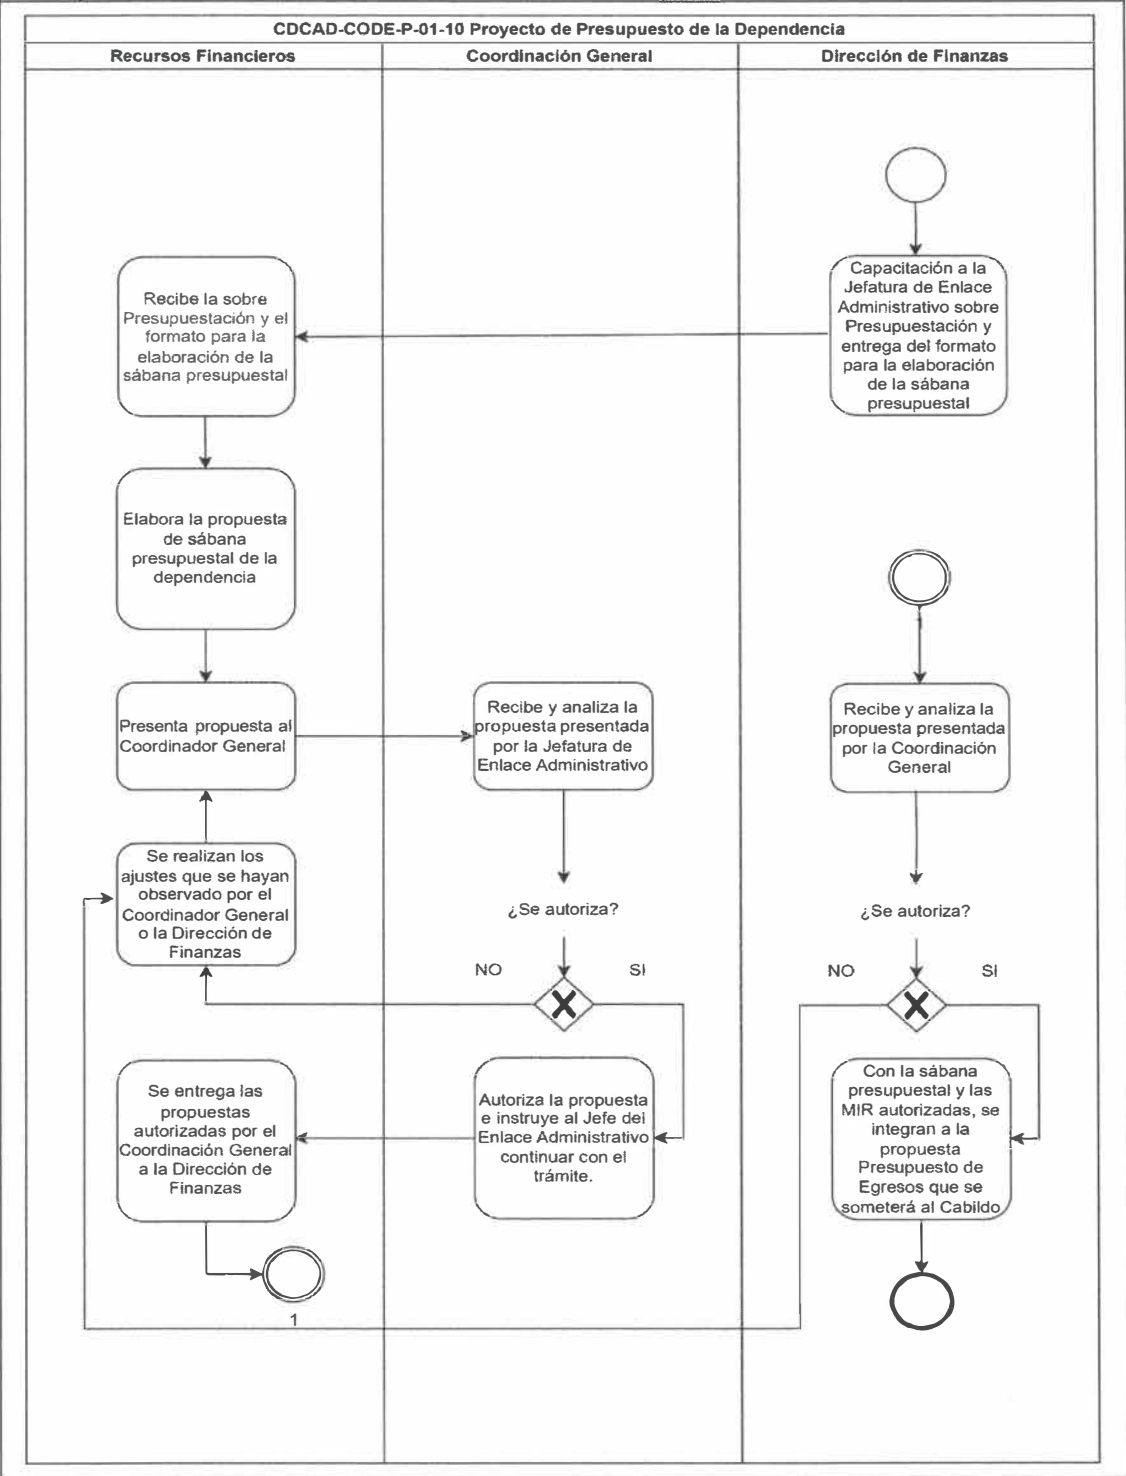 CDCAD-CODE-P-01-10 Proyecto de Presupuesto de la Dependencia
Recursos Financieros
Coordinación General
Dirección de Finanzas
Capacitación a la
Jefatura de Enlace
Administrativo sobre
Presupuestación y
entrega del formato
para la elaboración
de la sábana
presupuestal
Recibe la sobre
Presupuestación y el
formato para la
elaboración de la
sábana presupuestal
Elabora la propuesta
de sábana
presupuestal de la
dependencia
1
Presenta propuesta al
Coordinador General
Recibe y analiza la
propuesta presentada
por la Jefatura de
Enlace Administrativo
Recibe y analiza la
propuesta presentada
por la Coordinación
General
Se realizan los
ajustes que se hayan
observado por el
Coordinador General
o la Dirección de
Finanzas
¿Se autoriza?
¿Se autoriza?
NO
SI
NO
SI
Se entrega las
propuestas
autorizadas por el
Coordinación General
a la Dirección de
Finanzas
Autoriza la propuesta
e instruye al Jefe del
Enlace Administrativo
continuar con el
trámite.
Con la sábana
presupuestal y las
MIR autorizadas, se
integran a la
propuesta
Presupuesto de
Egresos que se
someterá al Cabildo
1